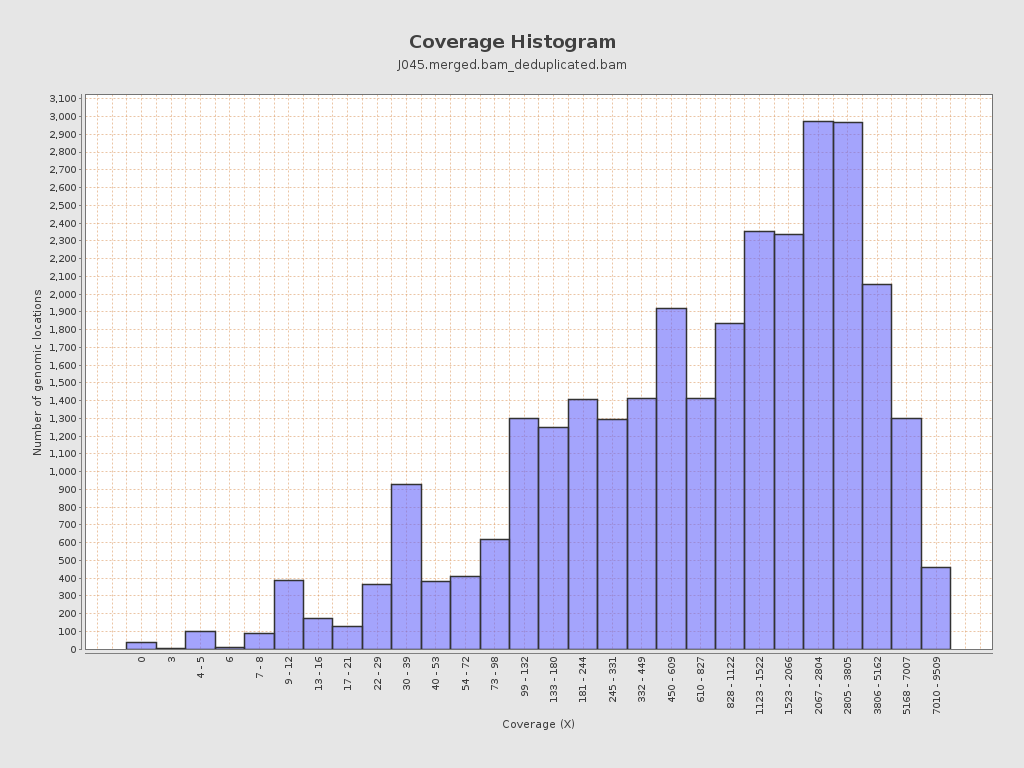 Coverage Histogram
J045.merged.bam_deduplicated.bam
3,100
3,000
2,900
2,800
2,700
2,600
2,500
2,400
2,300
2,200
2,100
2,000
1,900
1,800
1,700
1,600
1,500
1,400
1,300
1,200
1,100
1,000
900
800
700
600
500
400
300
200
100
0
Number of genomic locations
0
3
4 - 5
6
7 - 8
9 - 12
13 - 16
17 - 21
22 - 29
30 - 39
40 - 53
54 - 72
73 - 98
99 - 132
133 - 180
181 - 244
245 - 331
332 - 449
450 - 609
610 - 827
828 - 1122
1123 - 1522
1523 - 2066
2067 - 2804
2805 - 3805
3806 - 5162
5168 - 7007
7010 - 9509
Coverage (X)